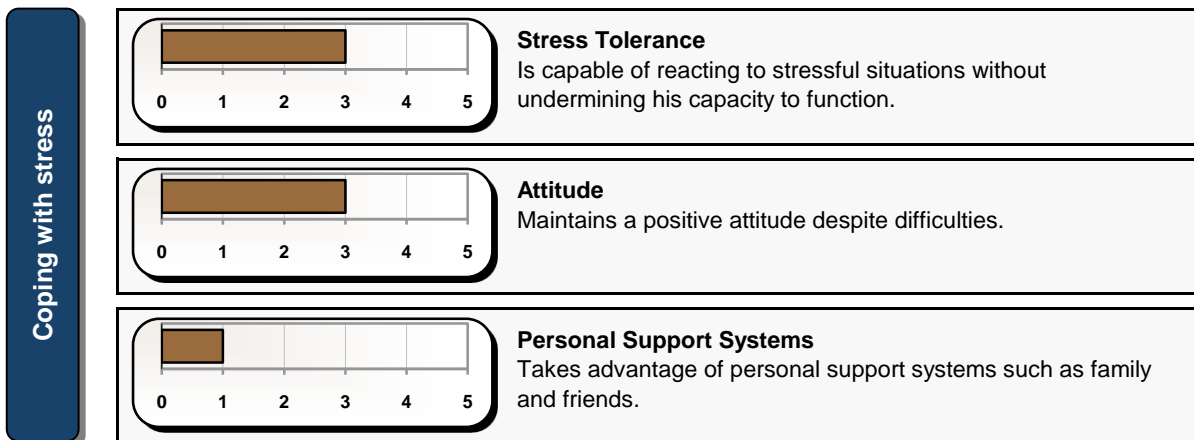 Coping with stress
0 1 2 3 4 5
Stress Tolerance
Is capable of reacting to stressful situations without
undermining his capacity to function.
0 1 2 3 4 5
Attitude
Maintains a positive attitude despite difficulties.
0 1 2 3 4 5
Personal Support Systems
Takes advantage of personal support systems such as family
and friends.